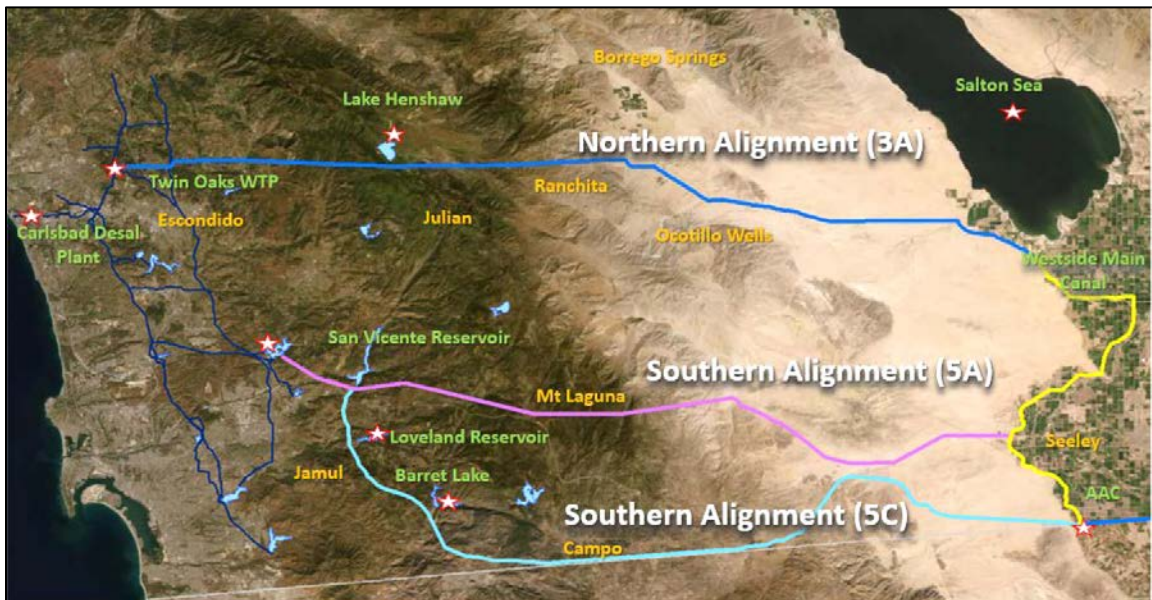 Borrego Springs
Salton Sea
Lake Henshaw
Northern Alignment (3A)
Twin Oaks WTP
Ranchita
Escondido
Julian
Carlsbad Desal
Plant
Ocotillo Wells
Westside Main
Canal
San Vicente Reservoir
Southern Alignment (5A)
Mt Laguna
Loveland Reservoir
Seeley
Jamul
Barret Lake
AAC
Southern Alignment (5C)
Campo